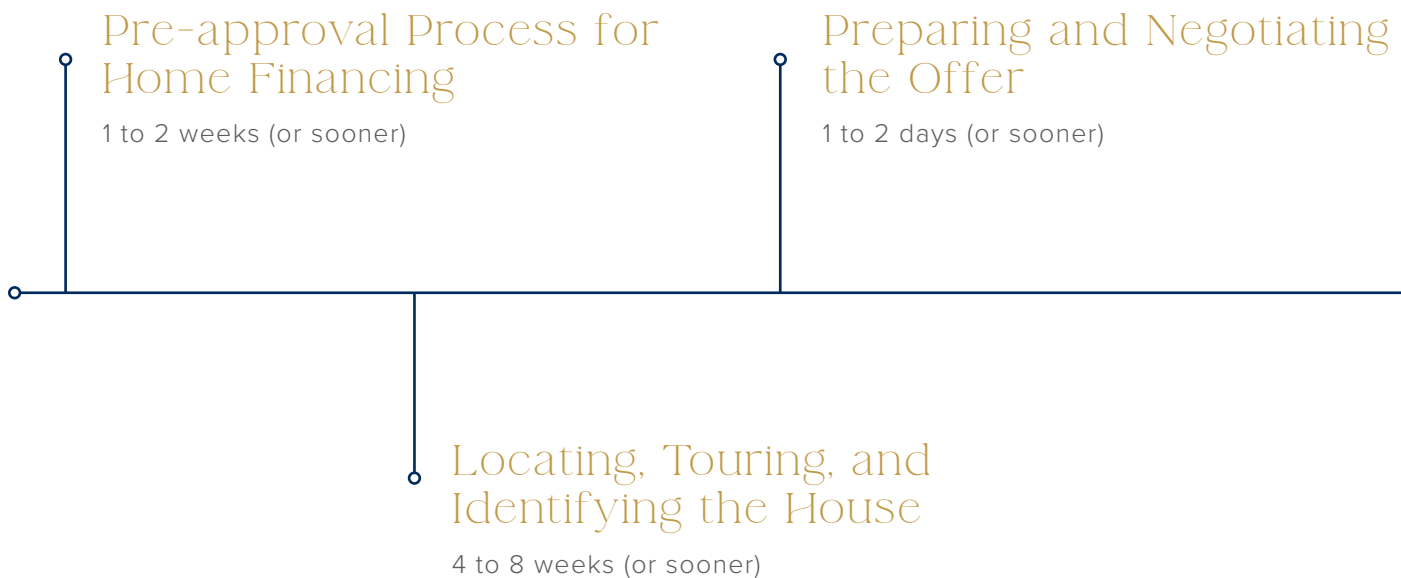 Pre-approval Process for
Home Financing
1 to 2 weeks (or sooner)
Preparing and Negotiating
the Offer
1 to 2 days (or sooner)
Locating, Touring, and
Identifying the House
4 to 8 weeks (or sooner)